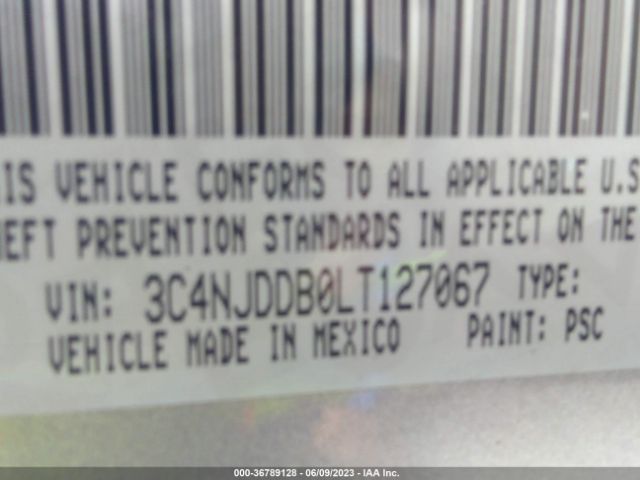 IS VEHICLE CONFORMS TO ALL APPLICABLE U.S
EFT PREVENTION STANDARDS IN EFFECT ON THE
VIN: 3C4NJDDB0LT127067 TYPE:
VEHICLE MADE IN MEXICO PAINT: PSC
000-36789128 - 06/09/2023 - IAA Inc.